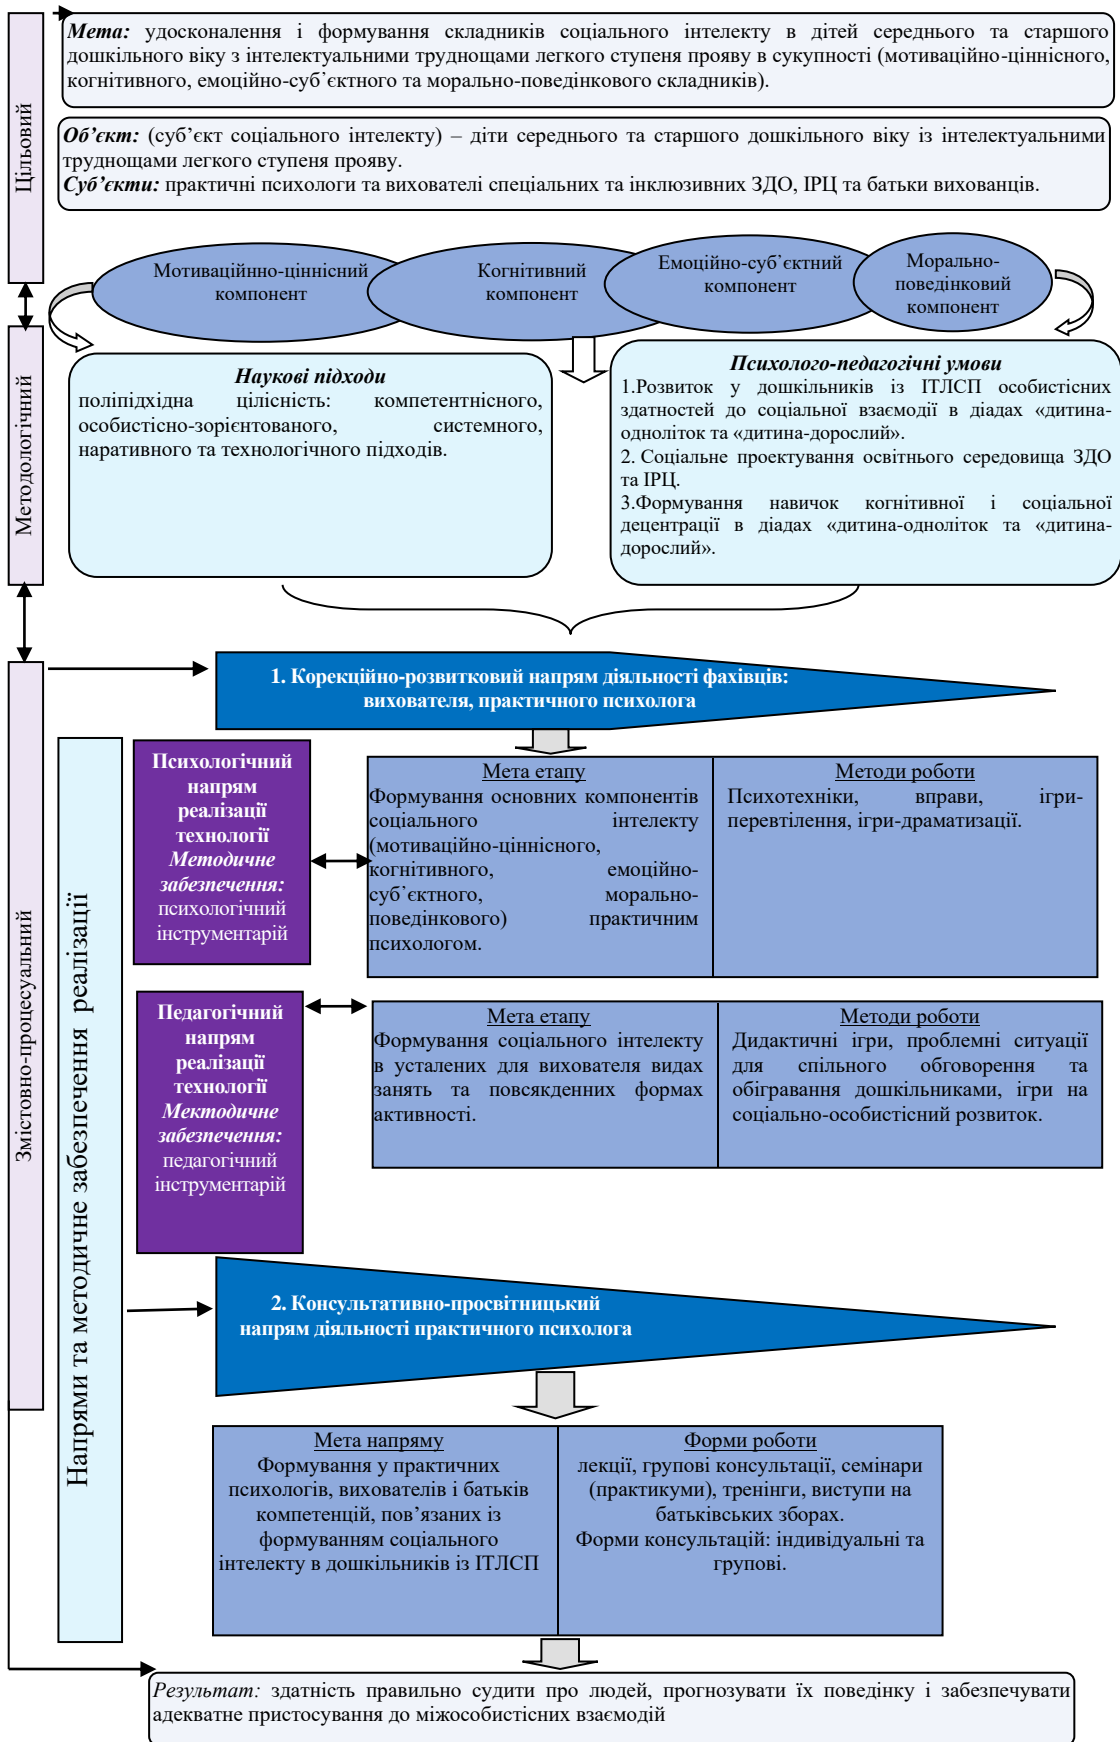 Мета: удосконалення і формування складників соціального інтелекту в дітей середнього та старшого
дошкільного віку з інтелектуальними труднощами легкого ступеня прояву в сукупності (мотиваційно-ціннісного,
когнітивного, емоційно-суб'єктного та морально-поведінкового складників).
Цільовий
Об'єкт: (суб'єкт соціального інтелекту) – діти середнього та старшого дошкільного віку із інтелектуальними
труднощами легкого ступеня прояву.
Суб'єкти: практичні психологи та вихователі спеціальних та інклюзивних ЗДО, ІРЦ та батьки вихованців.
Мотиваційнно-ціннісний
компонент
Когнітивний
компонент
Емоційно-суб'єктний
компонент
Морально-
поведінковий
компонент
Методологічний
Наукові підходи
поліпідхідна цілісність: компетентнісного,
особистісно-зорієнтованого, системного,
наративного та технологічного підходів.
Психолого-педагогічні умови
1.Розвиток у дошкільників із ІТЛСП особистісних
здатностей до соціальної взаємодії в діадах «дитина-
одноліток та «дитина-дорослий».
2. Соціальне проектування освітнього середовища ЗДО
та ІРЦ.
3.Формування навичок когнітивної і соціальної
децентрації в діадах «дитина-одноліток та «дитина-
дорослий».
Змістовно-процесуальний
1. Корекційно-розвитковий напрям діяльності фахівців:
вихователя, практичного психолога
Напрями та методичне забезпечення реалізації
Психологічний
напрям
реалізації
технології
Методичне
забезпечення:
психологічний
інструментарій
Мета етапу
Формування основних компонентів
соціального інтелекту
(мотиваційно-ціннісного,
когнітивного, емоційно-
суб'єктного, морально-
поведінкового) практичним
психологом.
Методи роботи
Психотехніки, вправи, ігри-
перевтілення, ігри-драматизації.
Педагогічний
напрям
реалізації
технології
Мектодичне
забезпечення:
педагогічний
інструментарій
Мета етапу
Формування соціального інтелекту
в усталених для вихователя видах
занять та повсякденних формах
активності.
Методи роботи
Дидактичні ігри, проблемні ситуації
для спільного обговорення та
обігравання дошкільниками, ігри на
соціально-особистісний розвиток.
2. Консультативно-просвітницький
напрям діяльності практичного психолога
Мета напряму
Формування у практичних
психологів, вихователів і батьків
компетенцій, пов'язаних із
формуванням соціального
інтелекту в дошкільників із ІТЛСП
Форми роботи
лекції, групові консультації, семінари
(практикуми), тренінги, виступи на
батьківських зборах.
Форми консультацій: індивідуальні та
групові.
Результат: здатність правильно судити про людей, прогнозувати їх поведінку і забезпечувати
адекватне пристосування до міжособистісних взаємодій